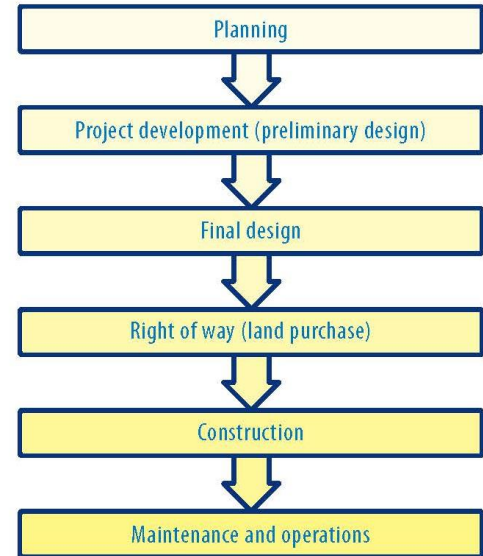 Planning
Project development (preliminary design)
Final design
Right of way (land purchase)
Construction
Maintenance and operations